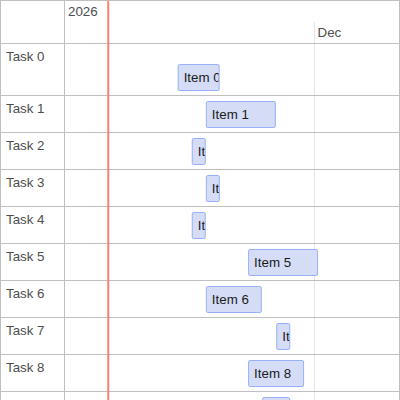 2026
Dec
Task 0
Item 0
Task 1
Item 1
Task 2
It
Task 3
It
Task 4
It
Task 5
Item 5
Task 6
Item 6
Task 7
It
Task 8
Item 8